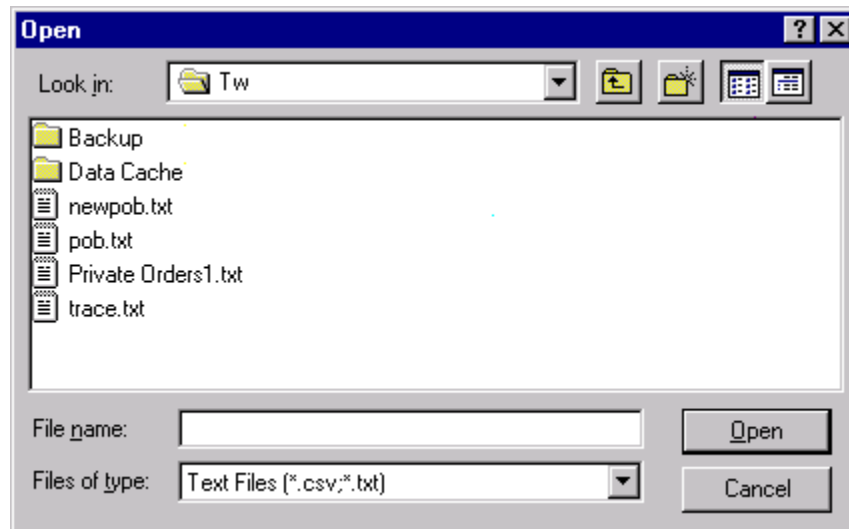 Open
Look in: Tw
Backup
Data Cache
newpob.txt
pob.txt
Private Orders1.txt
trace.txt
File name: Open
Files of type: Text Files (*.csv;*.txt) Cancel